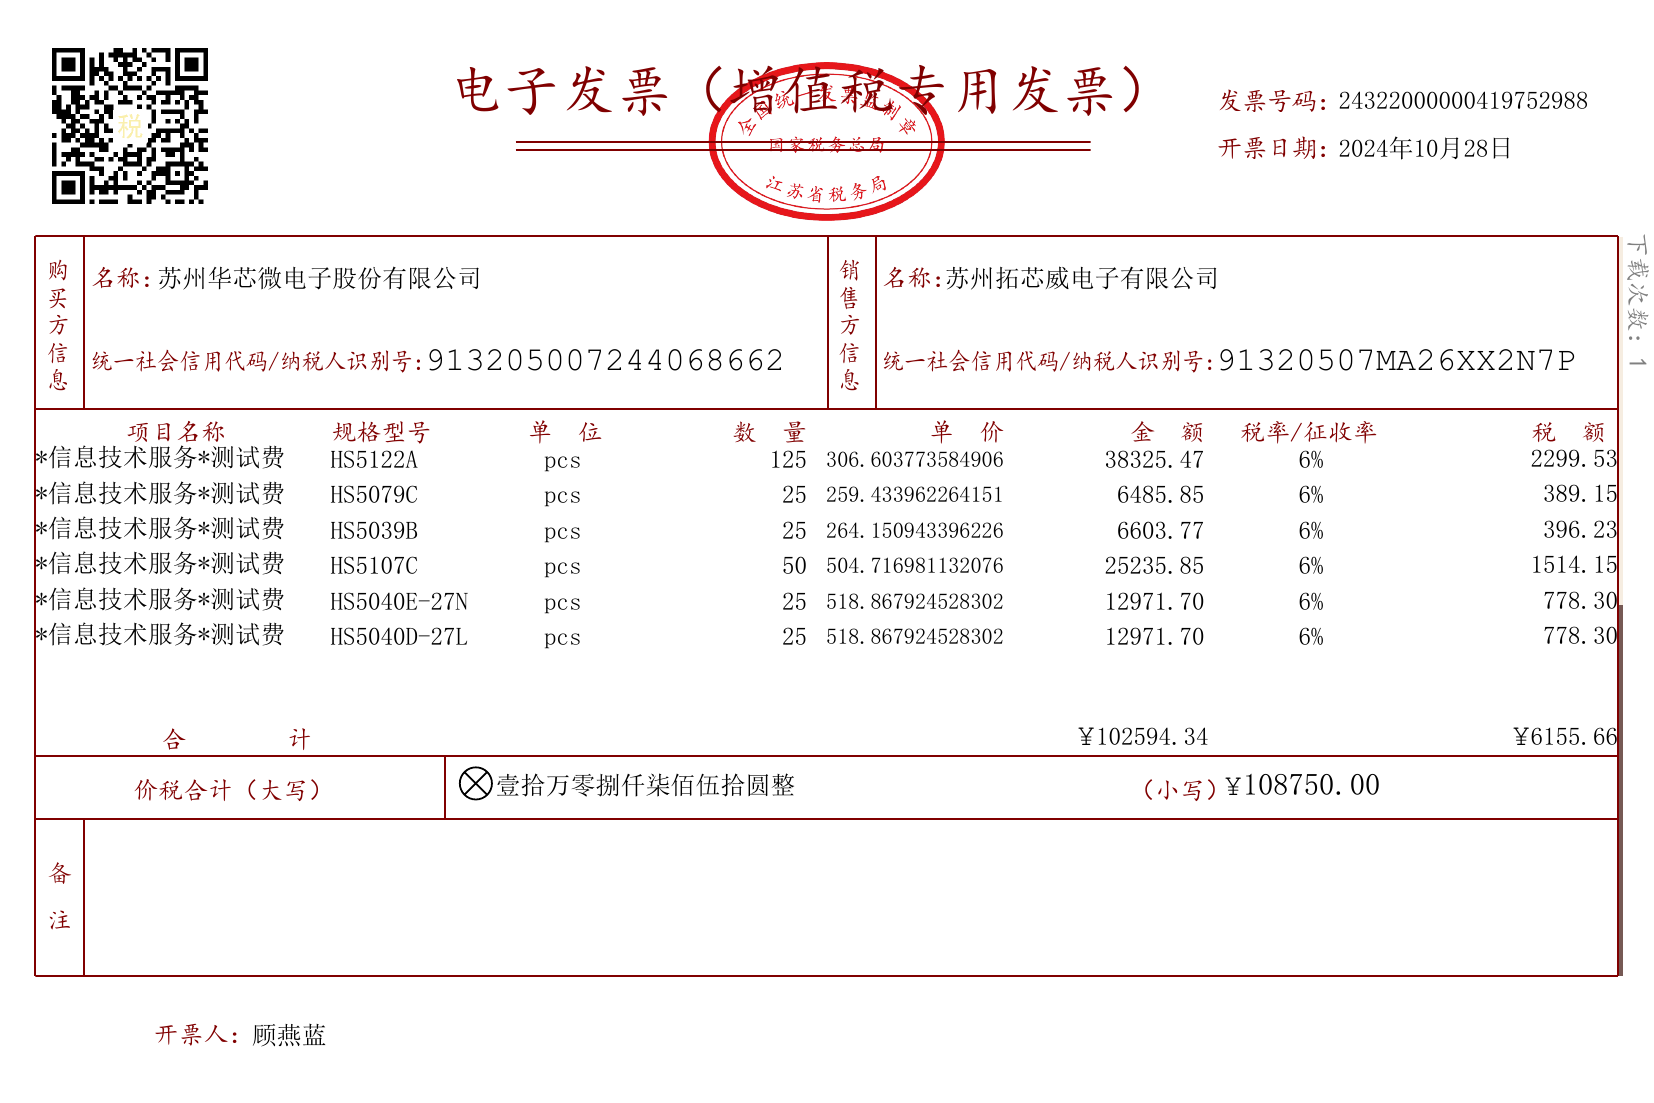 电子发票（增值税专用发票）
全国统一发票监制章
国家税务总局
江苏省税务局
税
发票号码：24322000000419752988
开票日期：2024年10月28日
下载次数：1
购买方信息
名称：苏州华芯微电子股份有限公司
统一社会信用代码/纳税人识别号：913205007244068662
销售方信息
名称：苏州拓芯威电子有限公司
统一社会信用代码/纳税人识别号：91320507MA26XX2N7P
项目名称 规格型号 单 位 数 量 单 价 金 额 税率/征收率 税 额
*信息技术服务*测试费 HS5122A pcs 125 306.603773584906 38325.47 6% 2299.53
*信息技术服务*测试费 HS5079C pcs 25 259.433962264151 6485.85 6% 389.15
*信息技术服务*测试费 HS5039B pcs 25 264.150943396226 6603.77 6% 396.23
*信息技术服务*测试费 HS5107C pcs 50 504.716981132076 25235.85 6% 1514.15
*信息技术服务*测试费 HS5040E-27N pcs 25 518.867924528302 12971.70 6% 778.30
*信息技术服务*测试费 HS5040D-27L pcs 25 518.867924528302 12971.70 6% 778.30
合 计 ¥102594.34 ¥6155.66
价税合计（大写） 壹拾万零捌仟柒佰伍拾圆整 （小写）¥108750.00
备注
开票人：顾燕蓝